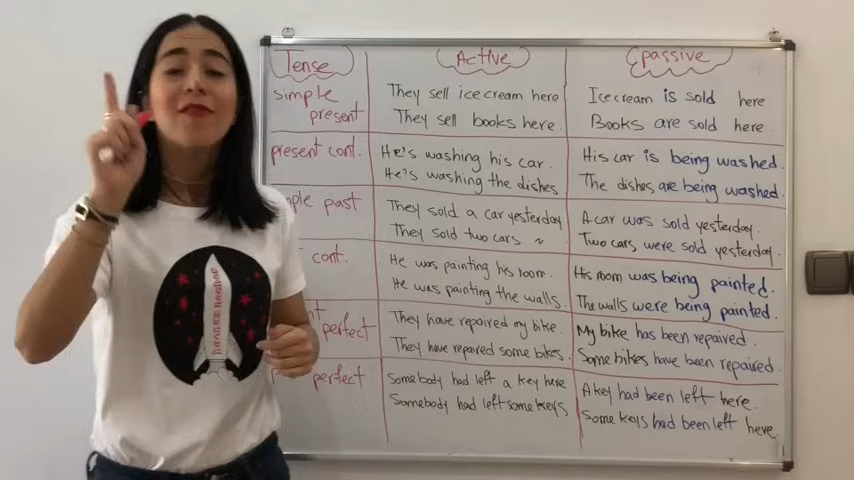 Tense Active passive
simple present
They sell icecream here
They sell books here.
Icecream is sold here
Books are sold here.
present cont.
He's washing his car.
He's washing the dishes
His car is being washed.
The dishes are being washed.
ple past
They sold a car yesterday
They sold two cars ~
A car was sold yesterday.
Two cars were sold yesterday.
cont.
He was painting his room.
He was painting the walls.
His room was being painted.
The walls were being painted.
perfect
They have repaired my bike.
They have repaired some bikes.
My bike has been repaired.
Some bikes have been repaired.
perfect
Somebody had left a key here
Somebody had left some keys
A key had been left here.
Some keys had been left here.